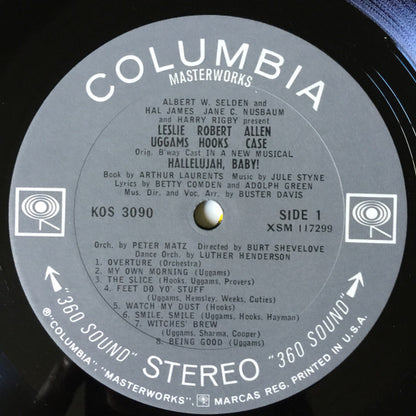 COLUMBIA
MASTERWORKS
ALBERT W. SELDEN and
HAL JAMES JANE C. NUSBAUM
and HARRY RIGBY present
LESLIE ROBERT ALLEN
UGGAMS HOOKS CASE
Orig. B'way Cast IN A NEW MUSICAL
HALLELUJAH, BABY!
Book by ARTHUR LAURENTS Music by JULE STYNE
Lyrics by BETTY COMDEN and ADOLPH GREEN
Mus. Dir. and Voc. Arr. by BUSTER DAVIS
KOS 3090
SIDE 1
XSM 117299
Orch. by PETER MATZ Directed by BURT SHEVELOVE
Dance Orch. by LUTHER HENDERSON
1. OVERTURE (Orchestra)
2. MY OWN MORNING (Uggams)
3. THE SLICE (Hooks, Uggams, Provers)
4. FEET DO YO' STUFF
(Uggams, Hemsley, Weeks, Cuties)
5. WATCH MY DUST (Hooks)
6. SMILE, SMILE (Uggams, Hooks, Hayman)
7. WITCHES' BREW
(Uggams, Sharma, Cooper)
8. BEING GOOD (Uggams)
"360 SOUND" STEREO "360 SOUND"
℗ "COLUMBIA", "MASTERWORKS", MARCAS REG. PRINTED IN U.S.A.